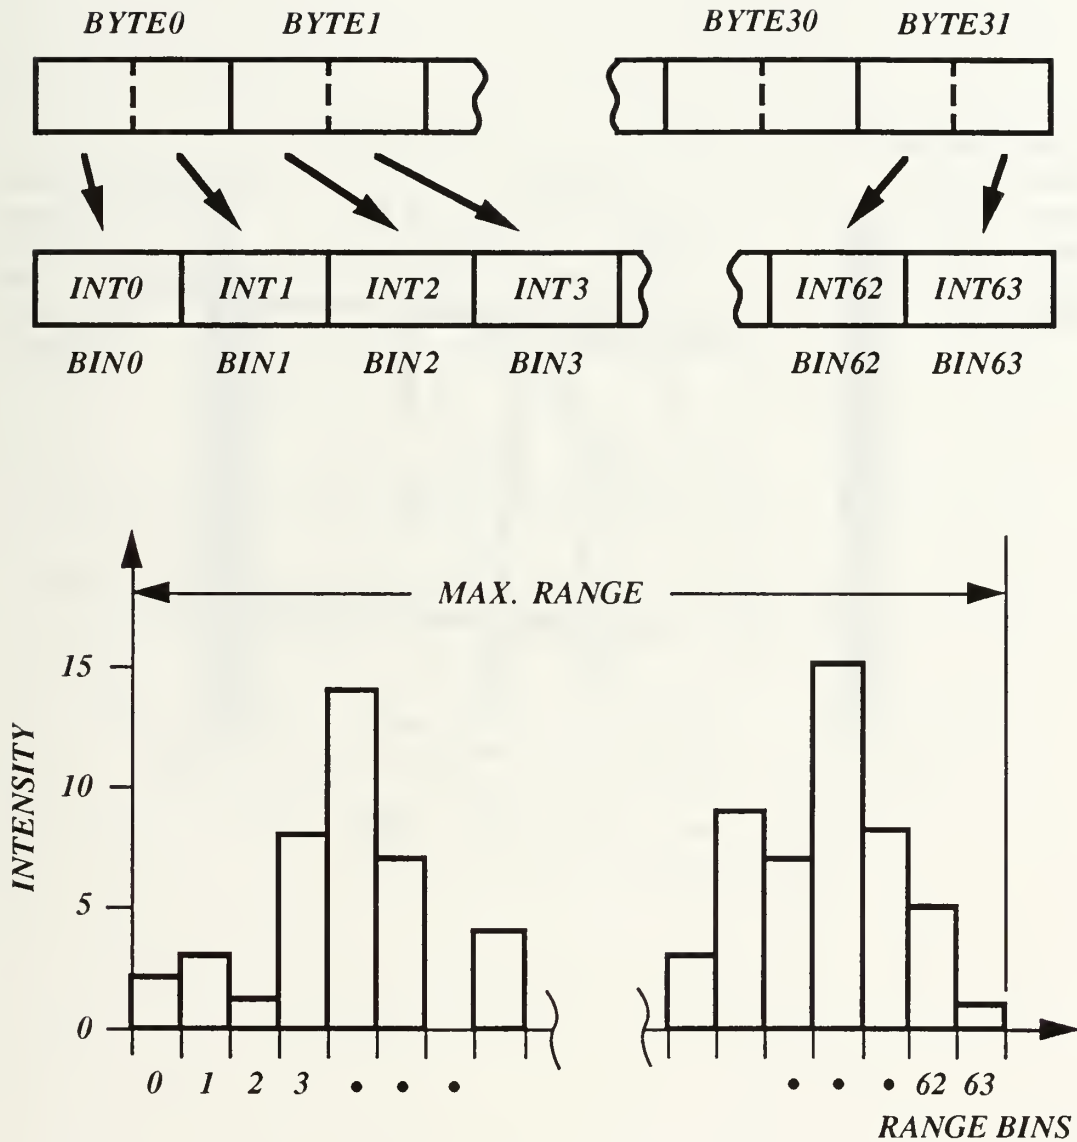 BYTE0 BYTE1 BYTE30 BYTE31
INT0 INT1 INT2 INT3 INT62 INT63
BIN0 BIN1 BIN2 BIN3 BIN62 BIN63
MAX. RANGE
15
10
5
0
INTENSITY
0 1 2 3 • • • • • • 62 63
RANGE BINS